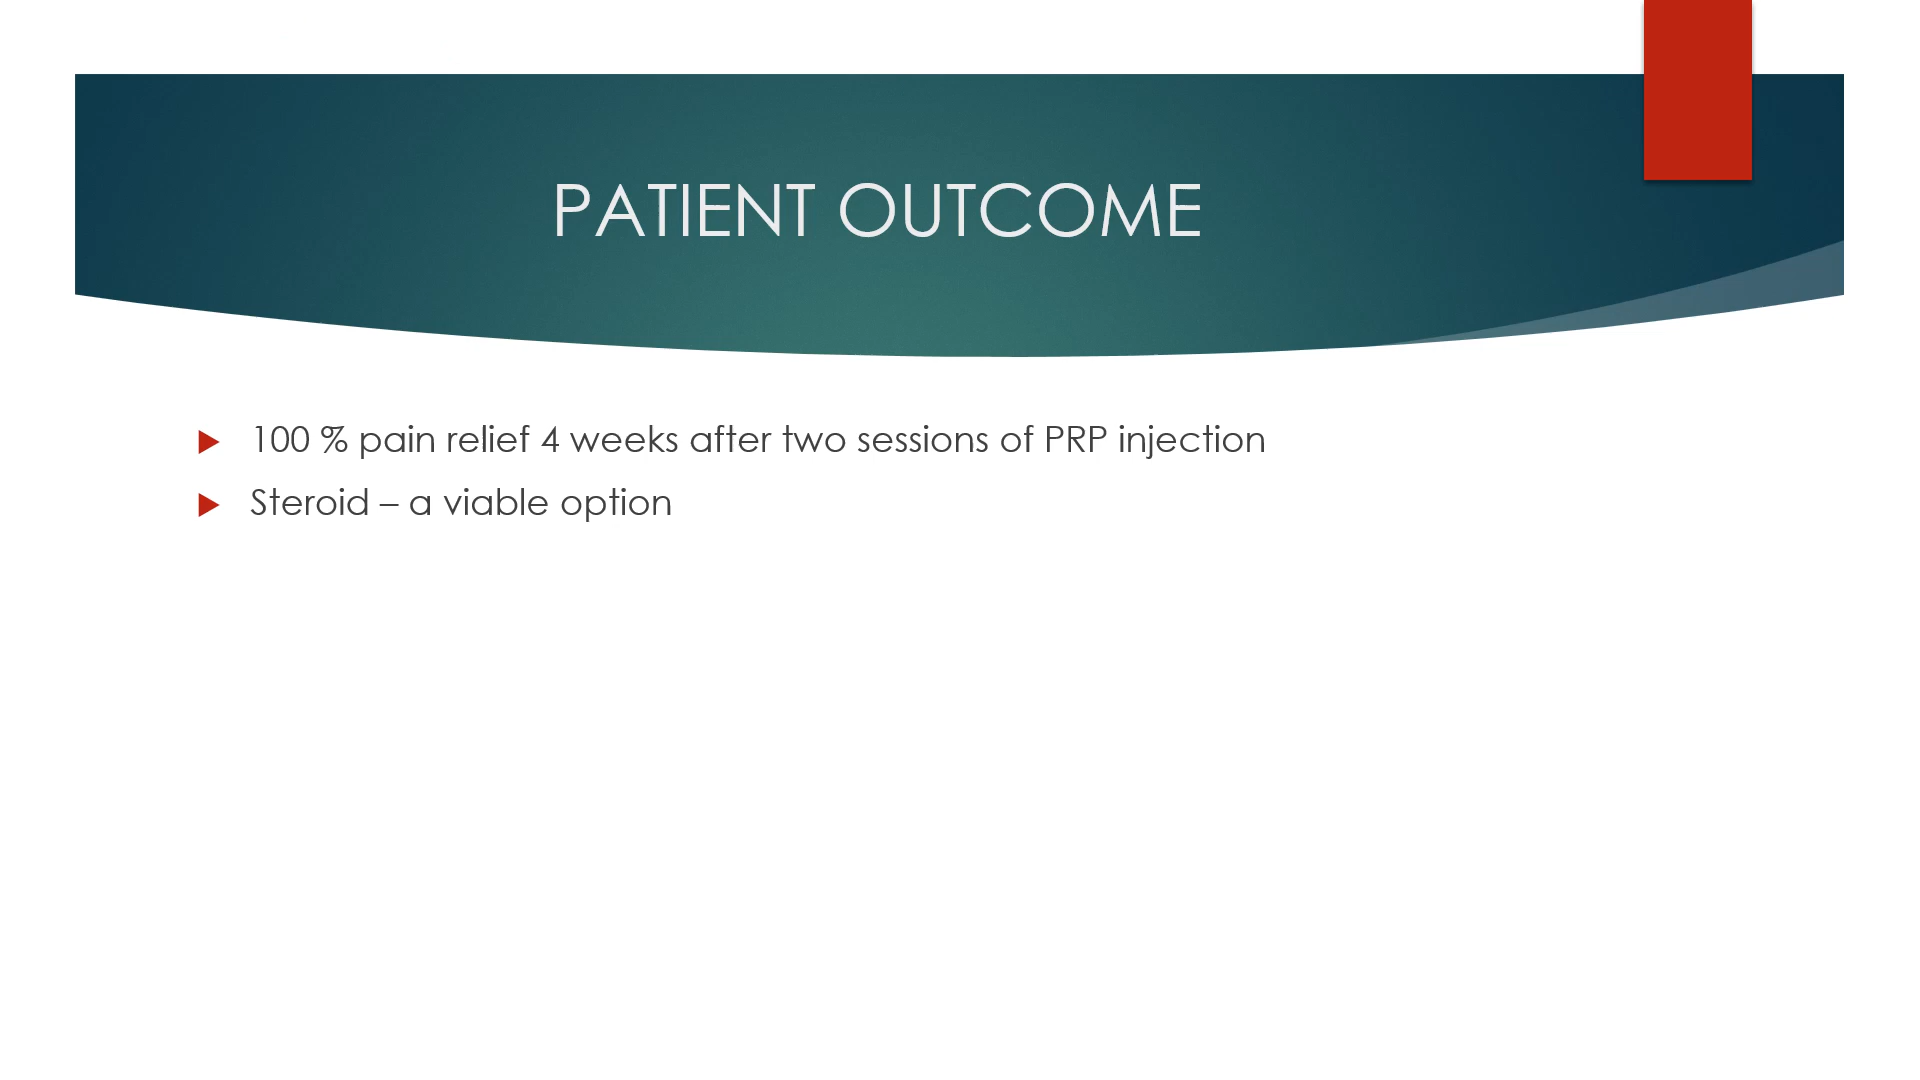 PATIENT OUTCOME
100 % pain relief 4 weeks after two sessions of PRP injection
Steroid – a viable option